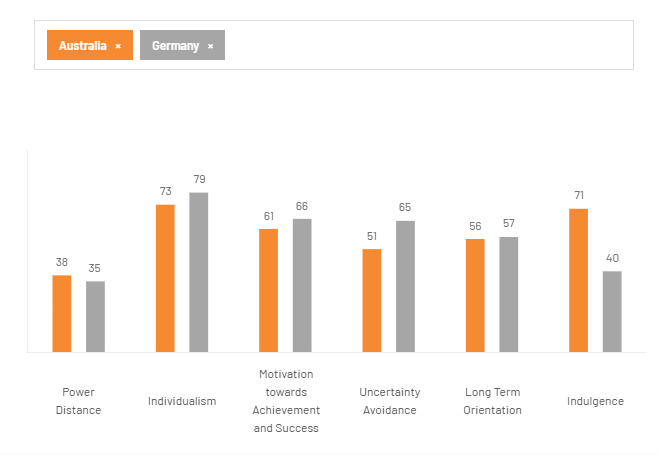 Australia × Germany ×
79
73
71
66
65
61
56 57
51
38 35 40
Motivation
Power towards Uncertainty Long Term
Individualism Indulgence
Distance Achievement Avoidance Orientation
and Success